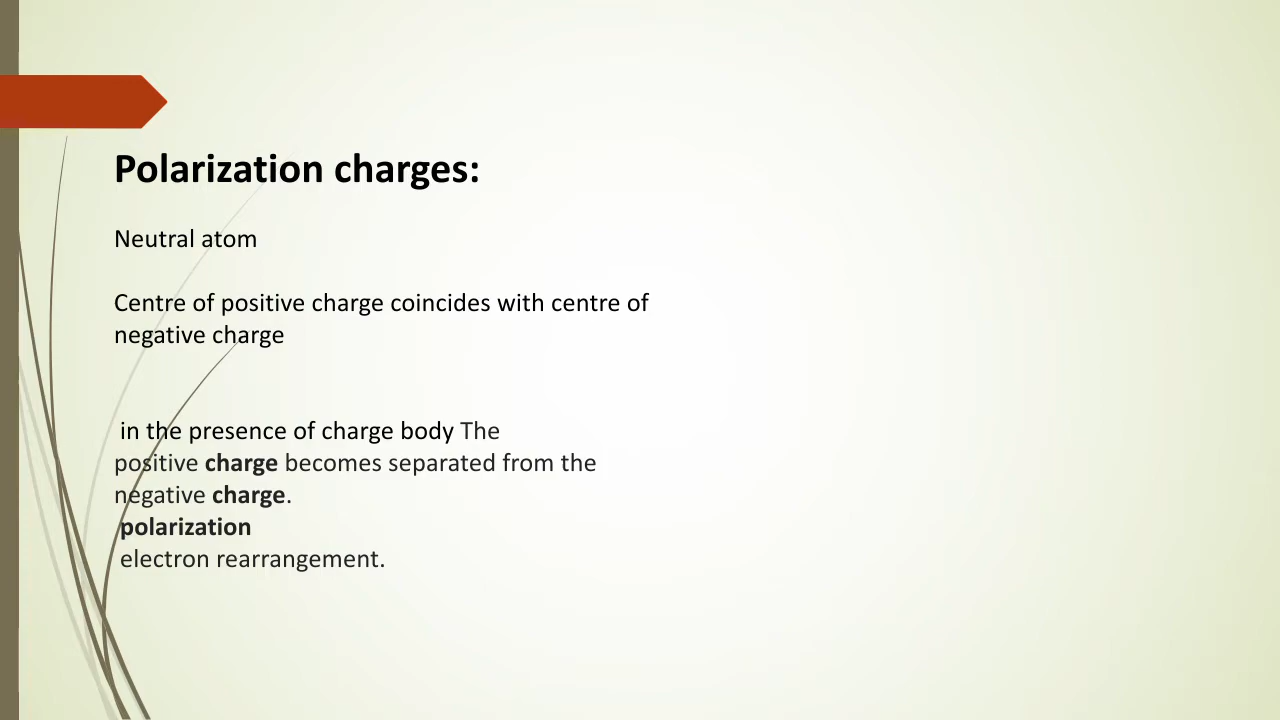 Polarization charges:
Neutral atom
Centre of positive charge coincides with centre of
negative charge
in the presence of charge body The
positive charge becomes separated from the
negative charge.
polarization
electron rearrangement.